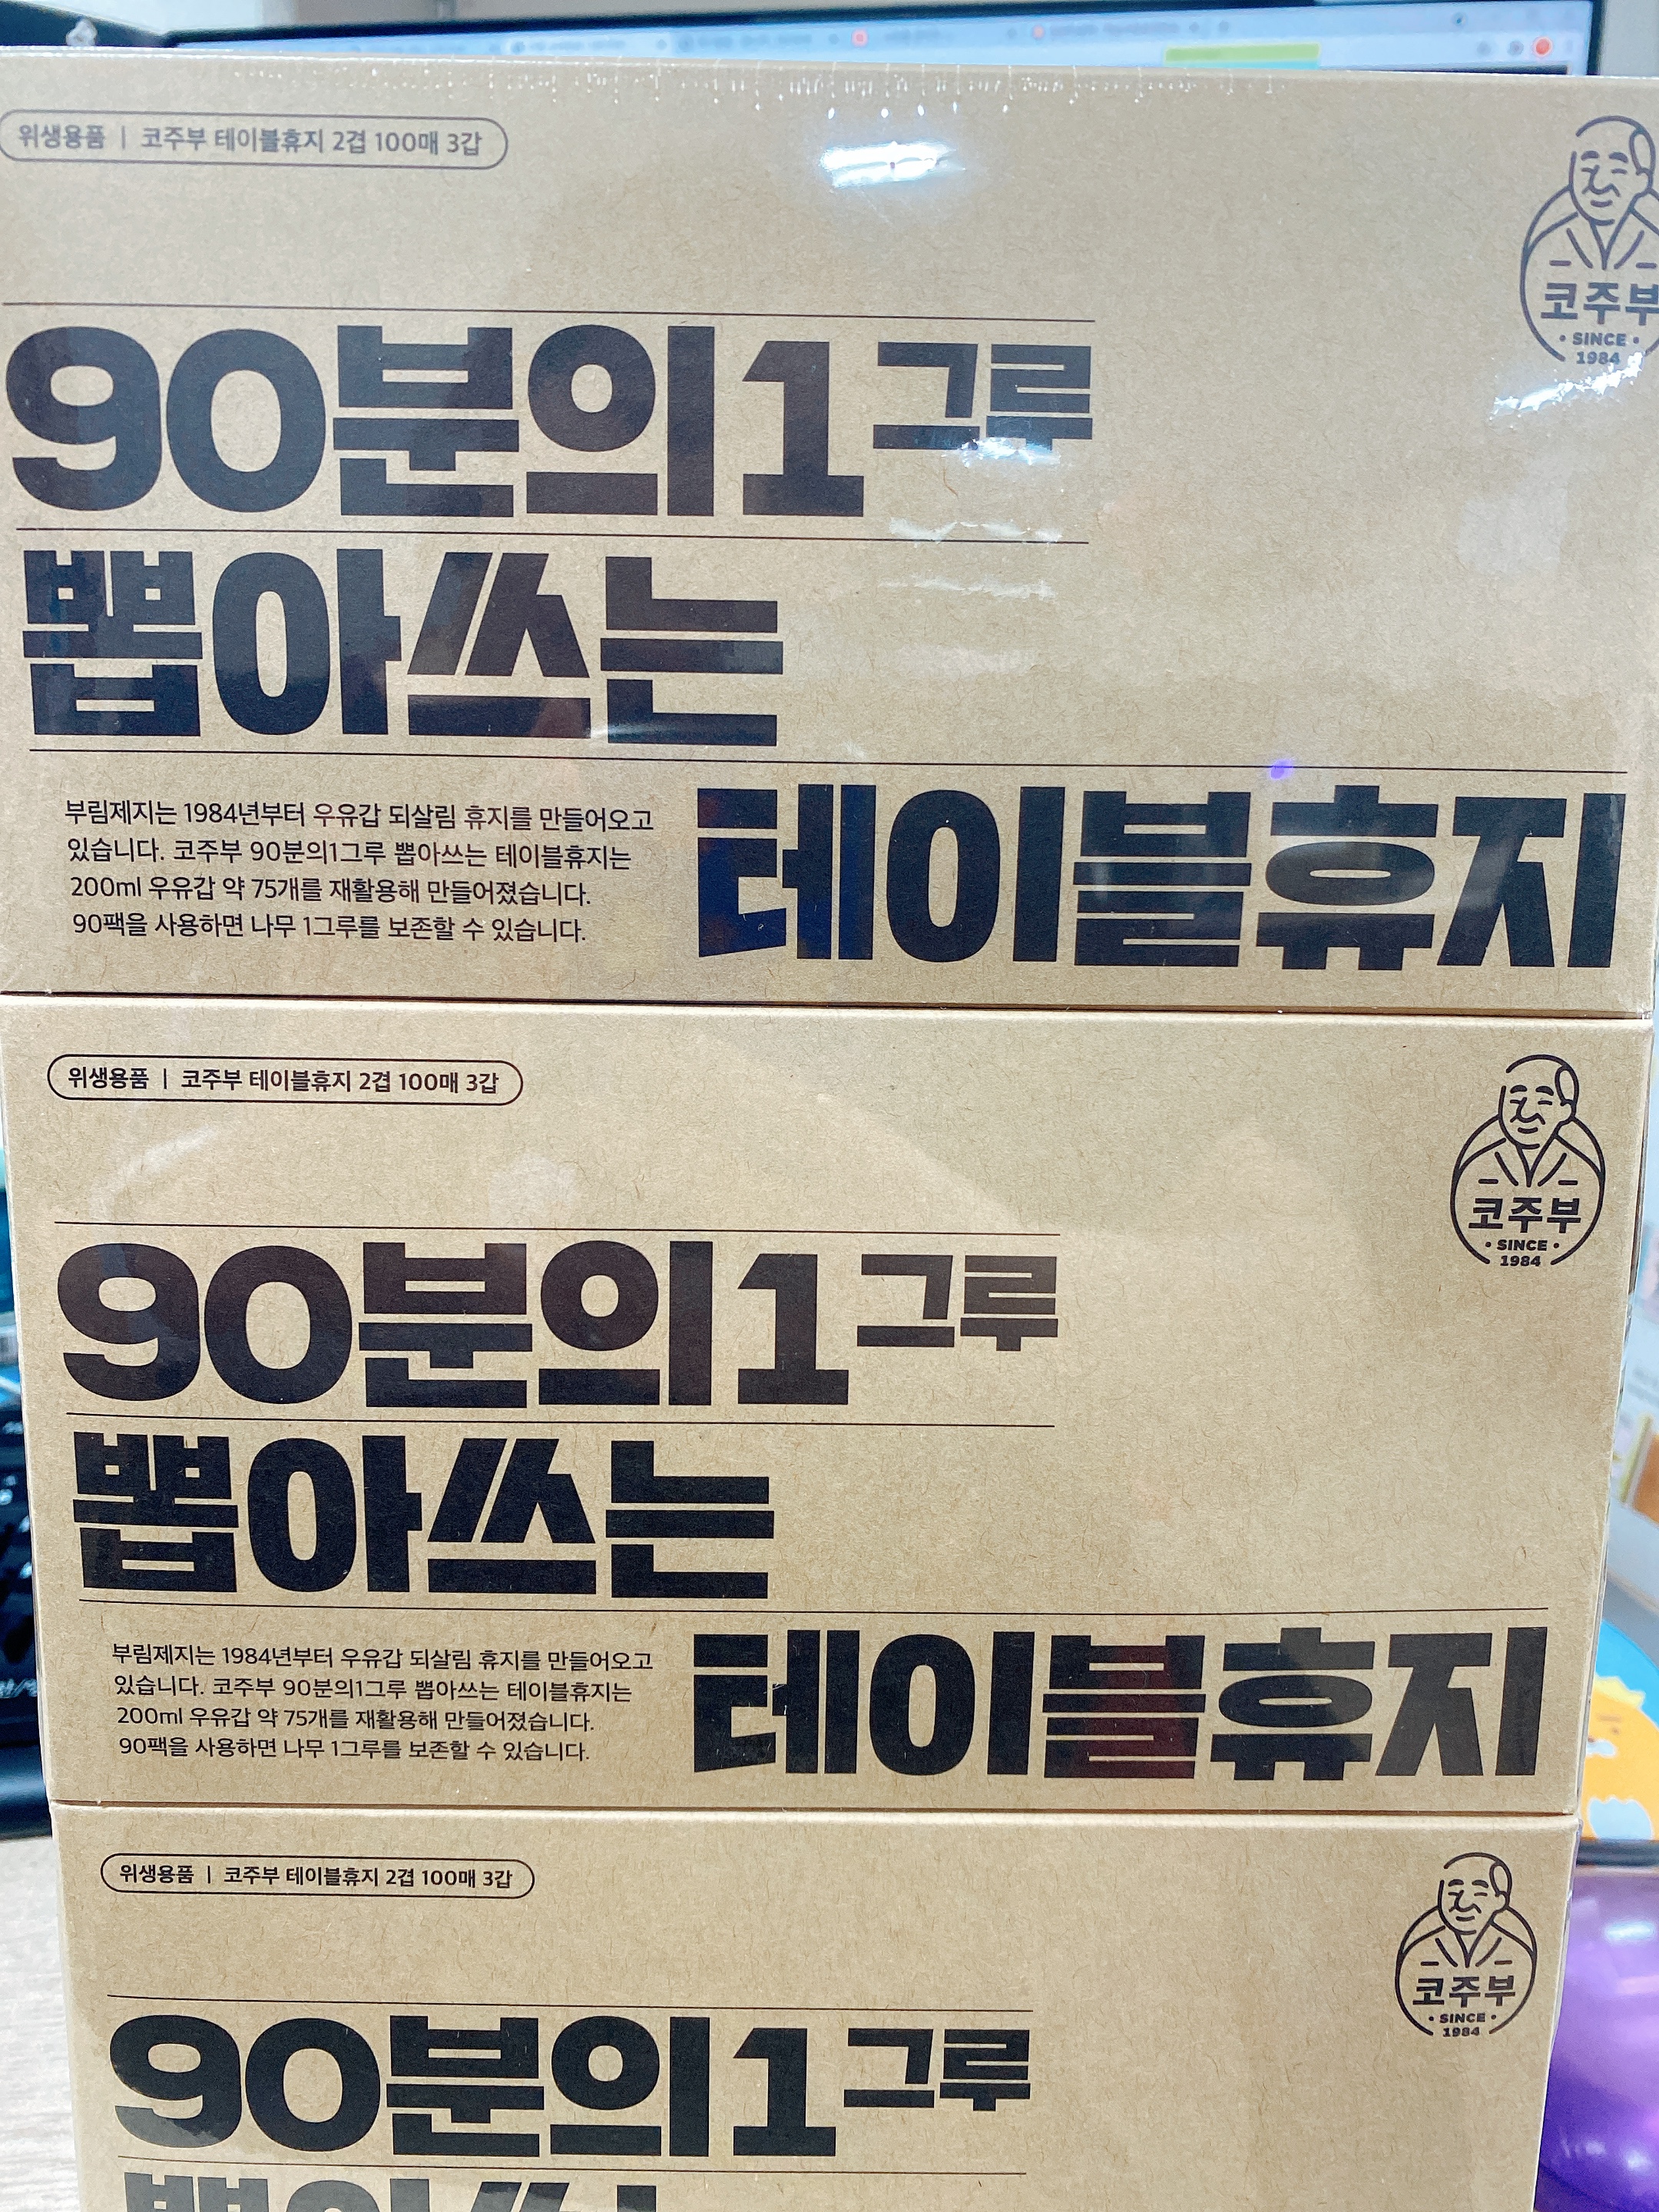 위생용품 | 코주부 테이블휴지 2겹 100매 3갑
코주부
• SINCE •
1984
90분의1그루
뽑아쓰는
테이블휴지
부림제지는 1984년부터 우유갑 되살림 휴지를 만들어오고
있습니다. 코주부 90분의1그루 뽑아쓰는 테이블휴지는
200ml 우유갑 약 75개를 재활용해 만들어졌습니다.
90팩을 사용하면 나무 1그루를 보존할 수 있습니다.
위생용품 | 코주부 테이블휴지 2겹 100매 3갑
코주부
• SINCE •
1984
90분의1그루
뽑아쓰는
테이블휴지
부림제지는 1984년부터 우유갑 되살림 휴지를 만들어오고
있습니다. 코주부 90분의1그루 뽑아쓰는 테이블휴지는
200ml 우유갑 약 75개를 재활용해 만들어졌습니다.
90팩을 사용하면 나무 1그루를 보존할 수 있습니다.
위생용품 | 코주부 테이블휴지 2겹 100매 3갑
코주부
• SINCE •
1984
90분의1그루